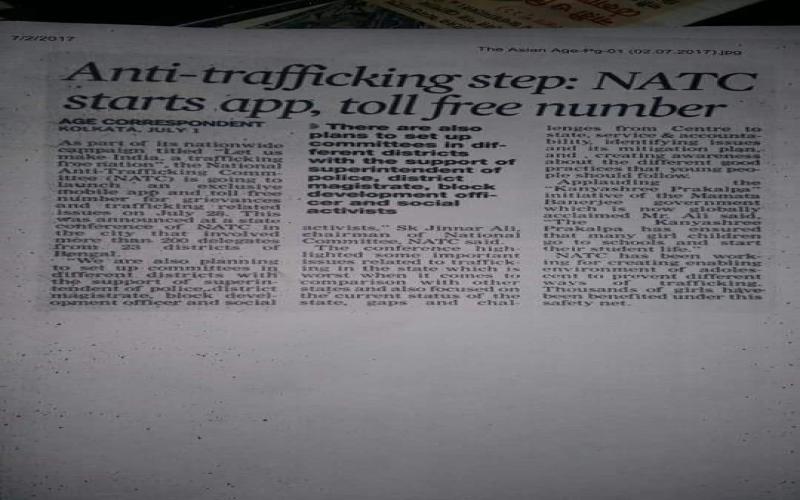 7/2/2017
The Asian Age-Pg-01 (02.07.2017).jpg
Anti-trafficking step: NATC
starts app, toll free number
AGE CORRESPONDENT
KOLKATA, JULY 1
As part of its nationwide
campaign titled "Let us
make India, a trafficking
free nation", the National
Anti-Trafficking Comm-
ittee (NATC) is going to
launch an exclusive
mobile app and toll free
number for grievances
and trafficking related
issues on July 28. This
was announced at a state
conference of NATC in
the city that involved
more than 200 delegates
from 23 districts of
Bengal.
"We are also planning
to set up committees in
different districts with
the support of superin-
tendent of police, district
magistrate, block devel-
opment officer and social
There are also
plans to set up
committees in dif-
ferent districts
with the support of
superintendent of
police, district
magistrate, block
development offi-
cer and social
activists
activists," Sk Jinnar Ali,
chairman of National
Committee, NATC said.
The conference high-
lighted some important
issues related to traffick-
ing in the state which is
worst when it comes to
comparison with other
states and also focused on
the current status of the
state, gaps and chal-
lenges from Centre to
state, service & accounta-
bility, identifying issues
and its mitigation plan
and creating awareness
about the different good
practices that young peo-
ple should follow.
Applauding the
"Kanyashree Prakalpa"
initiative of the Mamata
Banerjee government
which is now globally
acclaimed Mr. Ali said,
"The Kanyashree
Prakalpa has ensured
that many girl children
go to schools and start
their student life."
NATC has been work-
ing for creating enabling
environment of adoles-
cent to prevent different
ways of trafficking.
Thousands of girls have
been benefited under this
safety net.